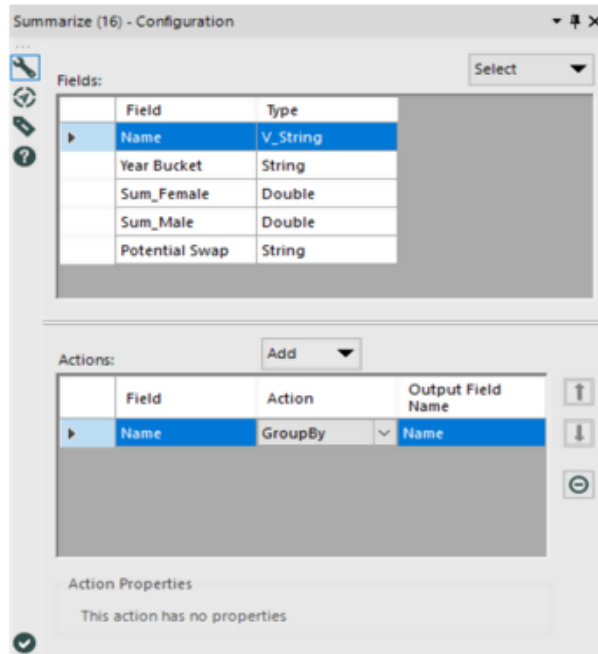 Summarize (16) - Configuration
Select
Fields:
Field Type
Name V_String
Year Bucket String
Sum_Female Double
Sum_Male Double
Potential Swap String
Add
Actions:
Field Action Output Field
Name
Name GroupBy Name
Action Properties
This action has no properties